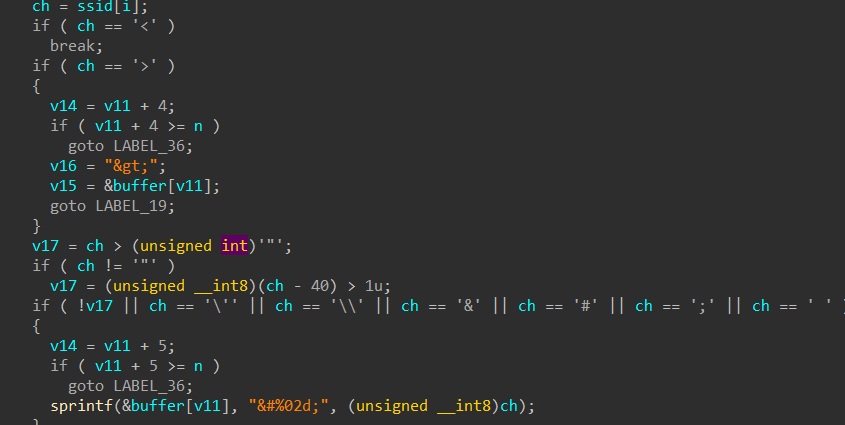 ch = ssid[i];
if ( ch == '<' )
break;
if ( ch == '>' )
{
v14 = v11 + 4;
if ( v11 + 4 >= n )
goto LABEL_36;
v16 = "&gt;";
v15 = &buffer[v11];
goto LABEL_19;
}
v17 = ch > (unsigned int)'"';
if ( ch != '"' )
v17 = (unsigned __int8)(ch - 40) > 1u;
if ( !v17 || ch == '\'' || ch == '\\' || ch == '&' || ch == '#' || ch == ';' || ch == ' ' )
{
v14 = v11 + 5;
if ( v11 + 5 >= n )
goto LABEL_36;
sprintf(&buffer[v11], "&#%02d;", (unsigned __int8)ch);
}